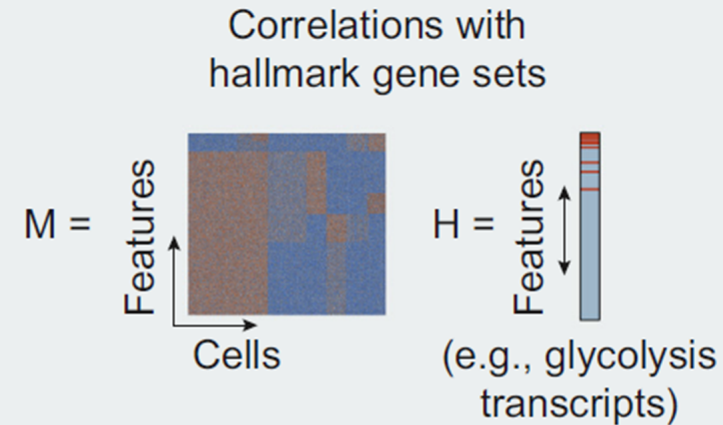 Correlations with
hallmark gene sets
M =
Features
Cells
H =
Features
(e.g., glycolysis
transcripts)